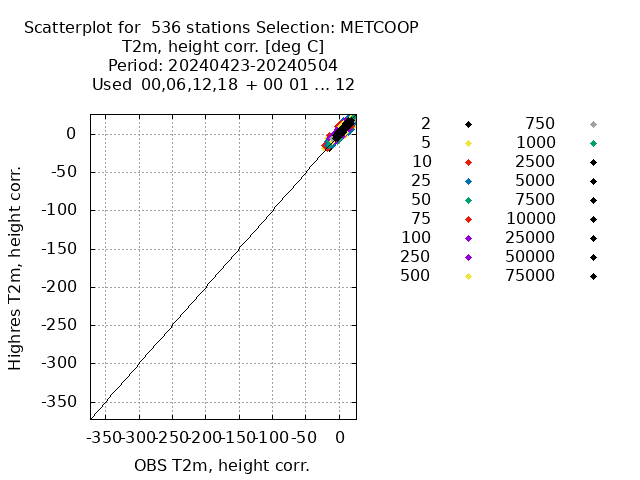 Scatterplot for 536 stations Selection: METCOOP
T2m, height corr. [deg C]
Period: 20240423-20240504
Used 00,06,12,18 + 00 01 ... 12
Highres T2m, height corr.
0
-50
-100
-150
-200
-250
-300
-350
-350 -300 -250 -200 -150 -100 -50 0
OBS T2m, height corr.
2 750
5 1000
10 2500
25 5000
50 7500
75 10000
100 25000
250 50000
500 75000